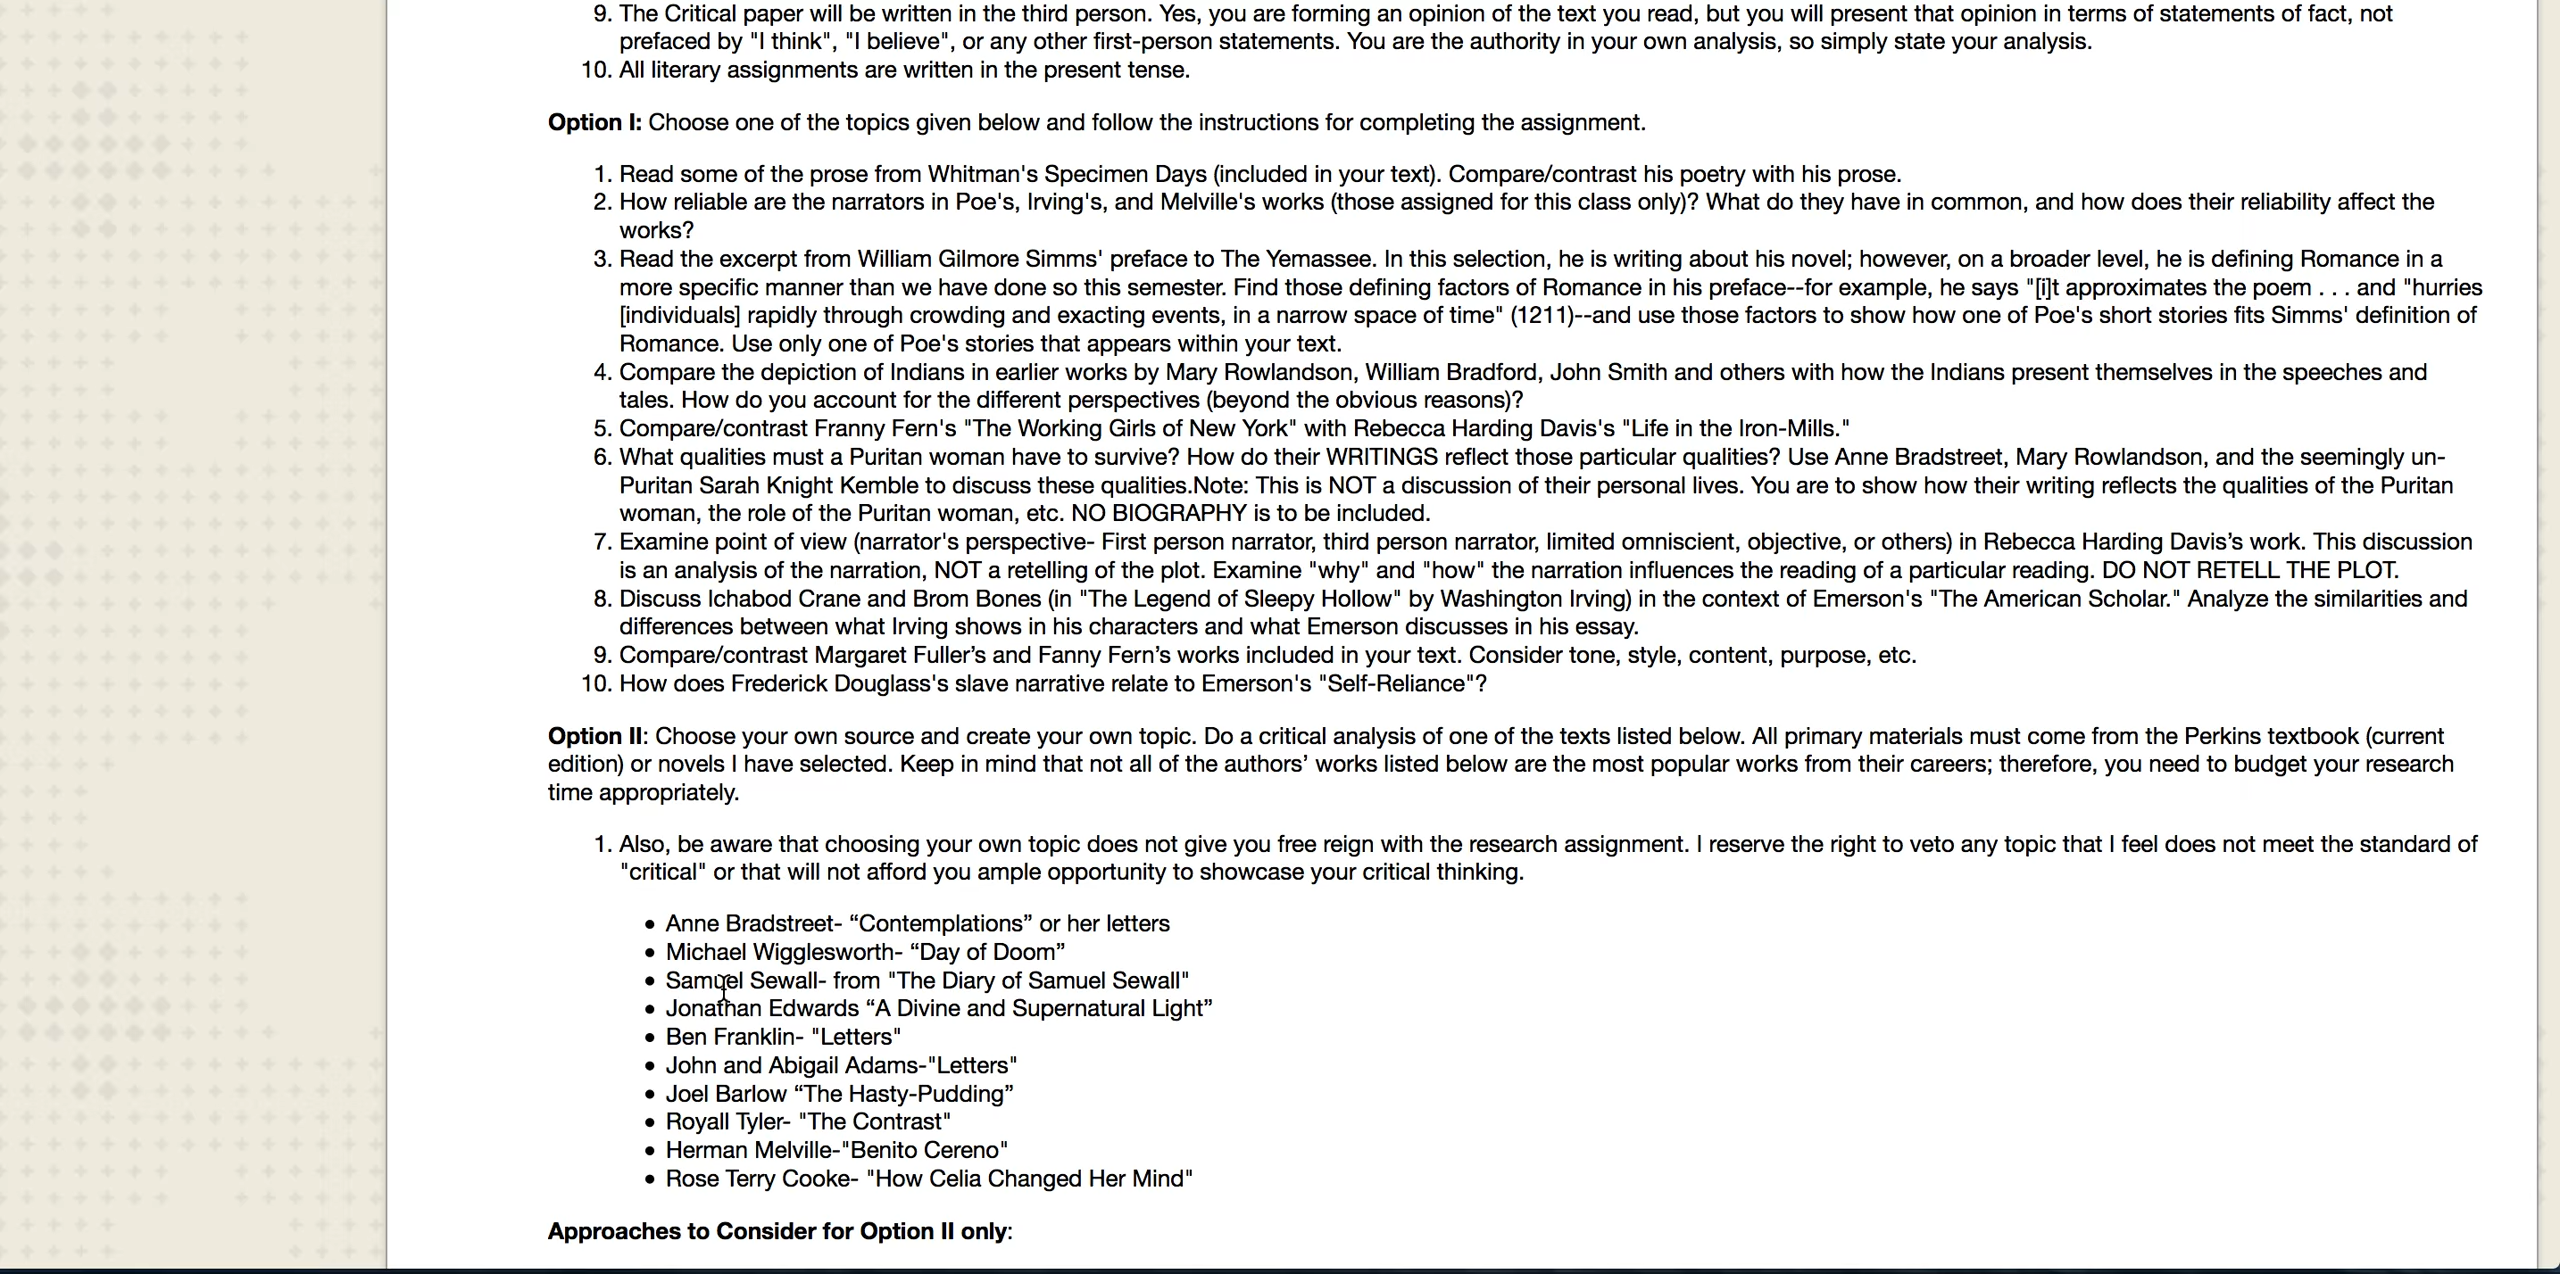 9. The Critical paper will be written in the third person. Yes, you are forming an opinion of the text you read, but you will present that opinion in terms of statements of fact, not
prefaced by "I think", "I believe", or any other first-person statements. You are the authority in your own analysis, so simply state your analysis.
10. All literary assignments are written in the present tense.
Option I: Choose one of the topics given below and follow the instructions for completing the assignment.
1. Read some of the prose from Whitman's Specimen Days (included in your text). Compare/contrast his poetry with his prose.
2. How reliable are the narrators in Poe's, Irving's, and Melville's works (those assigned for this class only)? What do they have in common, and how does their reliability affect the
works?
3. Read the excerpt from William Gilmore Simms' preface to The Yemassee. In this selection, he is writing about his novel; however, on a broader level, he is defining Romance in a
more specific manner than we have done so this semester. Find those defining factors of Romance in his preface--for example, he says "[i]t approximates the poem . . . and "hurries
[individuals] rapidly through crowding and exacting events, in a narrow space of time" (1211)--and use those factors to show how one of Poe's short stories fits Simms' definition of
Romance. Use only one of Poe's stories that appears within your text.
4. Compare the depiction of Indians in earlier works by Mary Rowlandson, William Bradford, John Smith and others with how the Indians present themselves in the speeches and
tales. How do you account for the different perspectives (beyond the obvious reasons)?
5. Compare/contrast Franny Fern's "The Working Girls of New York" with Rebecca Harding Davis's "Life in the Iron-Mills."
6. What qualities must a Puritan woman have to survive? How do their WRITINGS reflect those particular qualities? Use Anne Bradstreet, Mary Rowlandson, and the seemingly un-
Puritan Sarah Knight Kemble to discuss these qualities.Note: This is NOT a discussion of their personal lives. You are to show how their writing reflects the qualities of the Puritan
woman, the role of the Puritan woman, etc. NO BIOGRAPHY is to be included.
7. Examine point of view (narrator's perspective- First person narrator, third person narrator, limited omniscient, objective, or others) in Rebecca Harding Davis’s work. This discussion
is an analysis of the narration, NOT a retelling of the plot. Examine "why" and "how" the narration influences the reading of a particular reading. DO NOT RETELL THE PLOT.
8. Discuss Ichabod Crane and Brom Bones (in "The Legend of Sleepy Hollow" by Washington Irving) in the context of Emerson's "The American Scholar." Analyze the similarities and
differences between what Irving shows in his characters and what Emerson discusses in his essay.
9. Compare/contrast Margaret Fuller’s and Fanny Fern’s works included in your text. Consider tone, style, content, purpose, etc.
10. How does Frederick Douglass's slave narrative relate to Emerson's "Self-Reliance"?
Option II: Choose your own source and create your own topic. Do a critical analysis of one of the texts listed below. All primary materials must come from the Perkins textbook (current
edition) or novels I have selected. Keep in mind that not all of the authors’ works listed below are the most popular works from their careers; therefore, you need to budget your research
time appropriately.
1. Also, be aware that choosing your own topic does not give you free reign with the research assignment. I reserve the right to veto any topic that I feel does not meet the standard of
"critical" or that will not afford you ample opportunity to showcase your critical thinking.
• Anne Bradstreet- “Contemplations” or her letters
• Michael Wigglesworth- “Day of Doom”
• Samuel Sewall- from "The Diary of Samuel Sewall"
• Jonathan Edwards “A Divine and Supernatural Light”
• Ben Franklin- "Letters"
• John and Abigail Adams-"Letters"
• Joel Barlow “The Hasty-Pudding”
• Royall Tyler- "The Contrast"
• Herman Melville-"Benito Cereno"
• Rose Terry Cooke- "How Celia Changed Her Mind"
Approaches to Consider for Option II only: